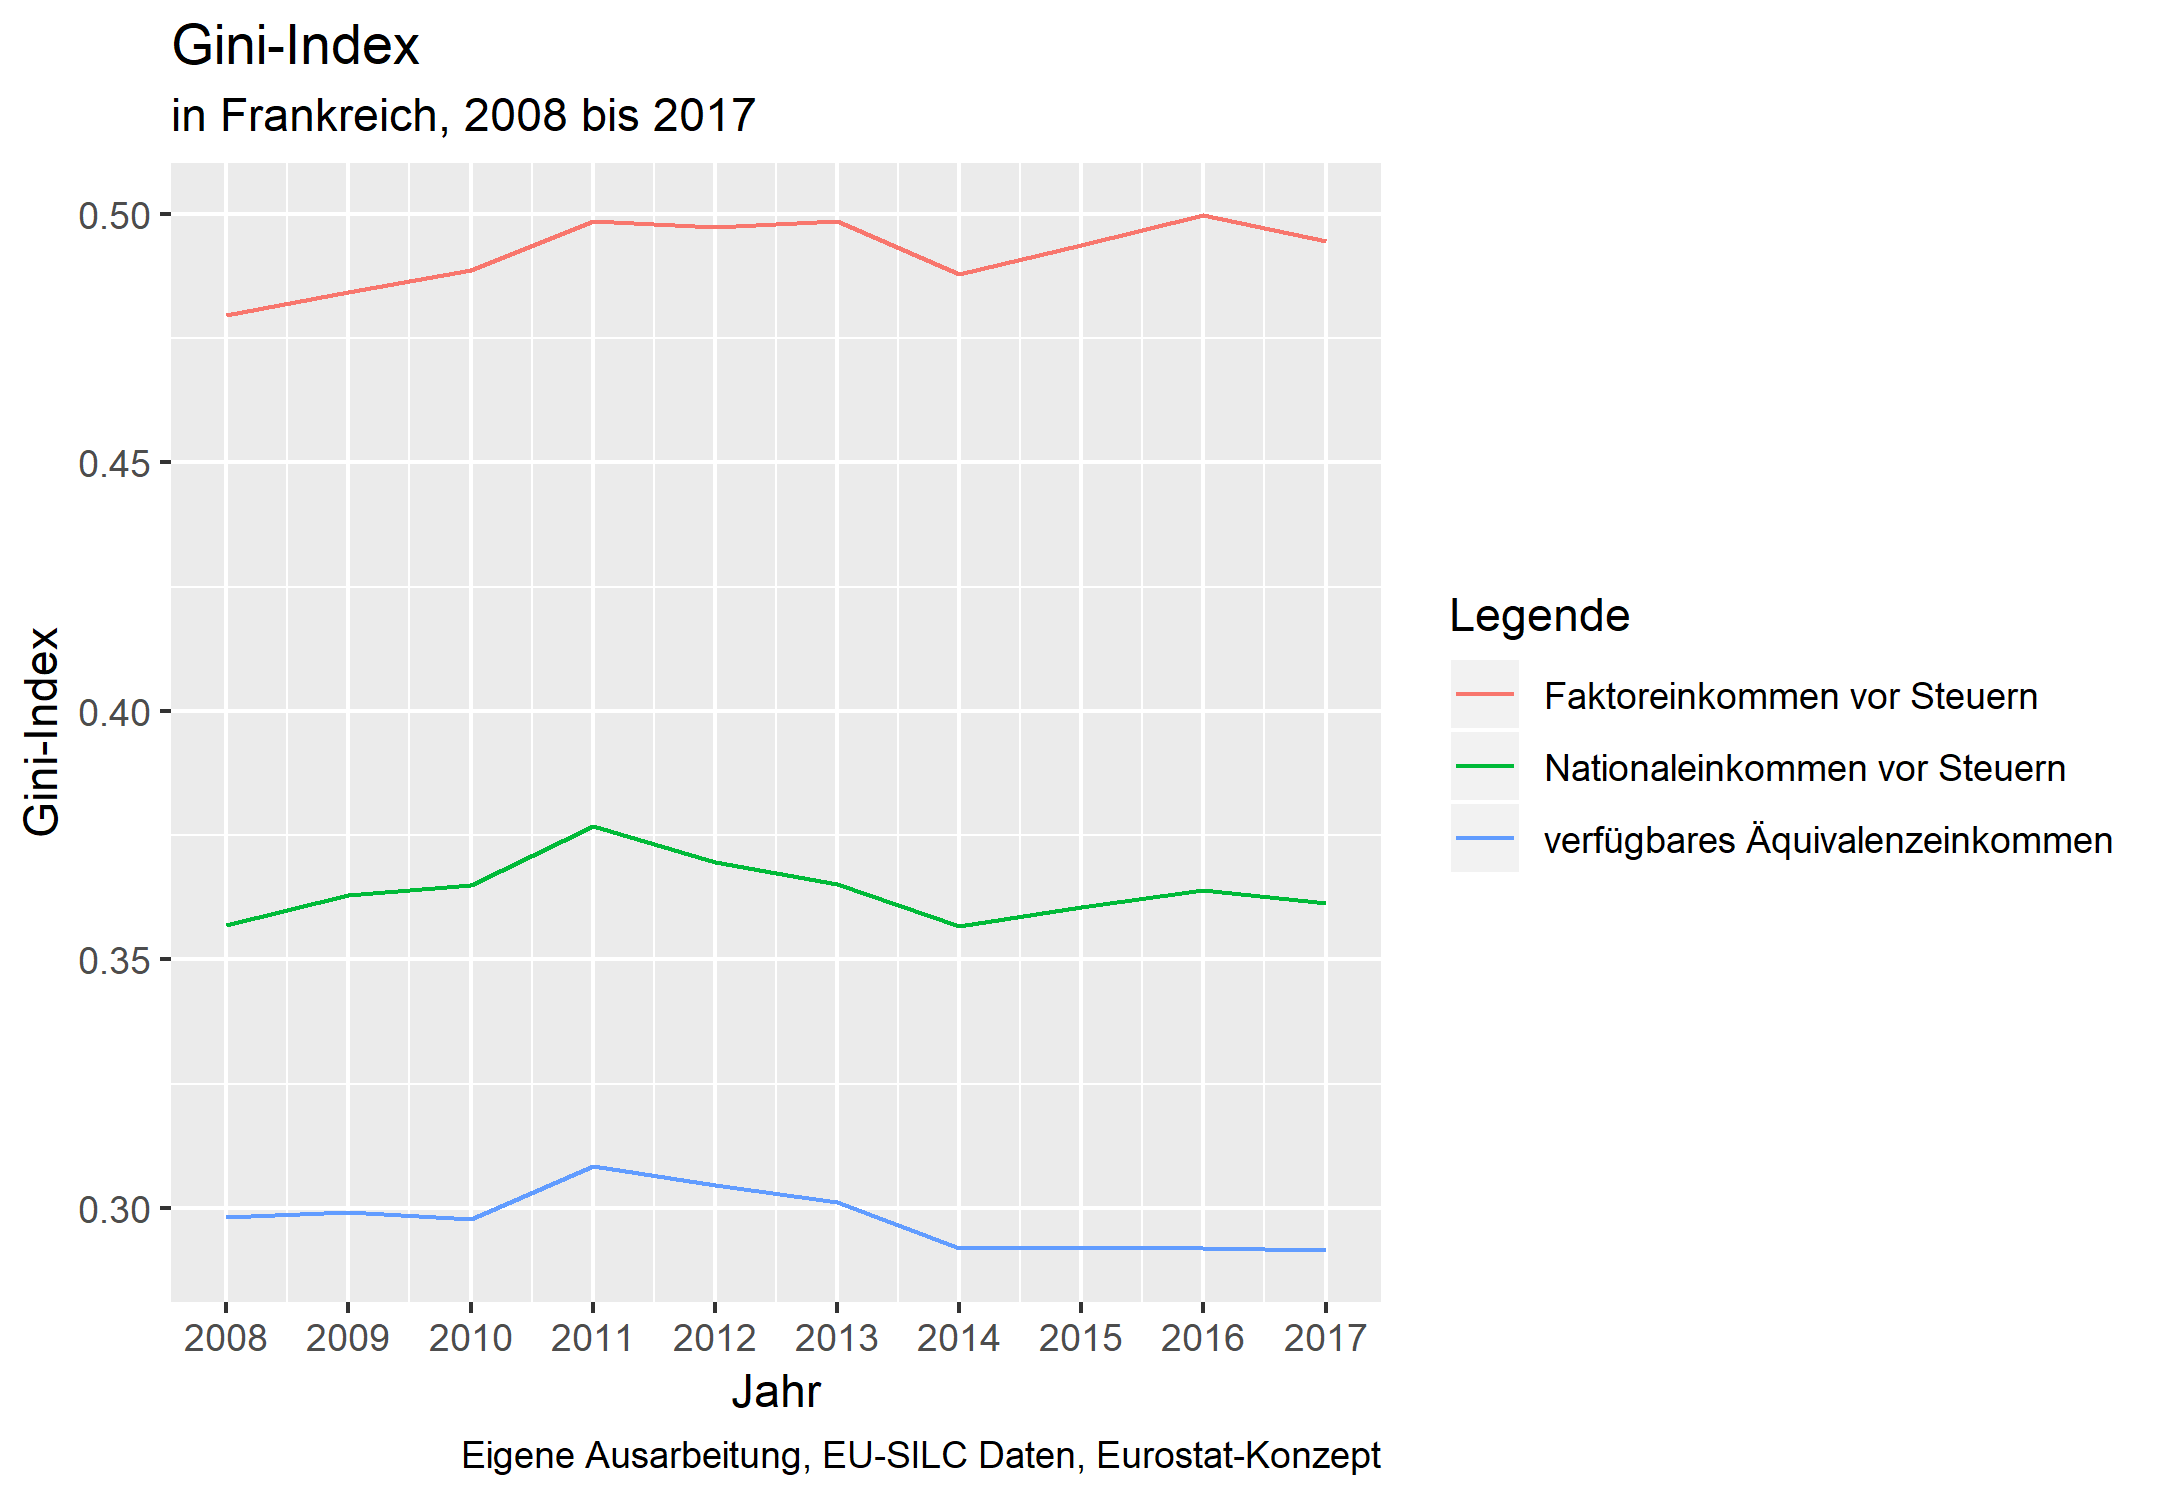 Gini-Index
in Frankreich, 2008 bis 2017
0.50
0.45
0.40
0.35
0.30
Gini-Index
2008 2009 2010 2011 2012 2013 2014 2015 2016 2017
Jahr
Eigene Ausarbeitung, EU-SILC Daten, Eurostat-Konzept
Legende
Faktoreinkommen vor Steuern
Nationaleinkommen vor Steuern
verfügbares Äquivalenzeinkommen